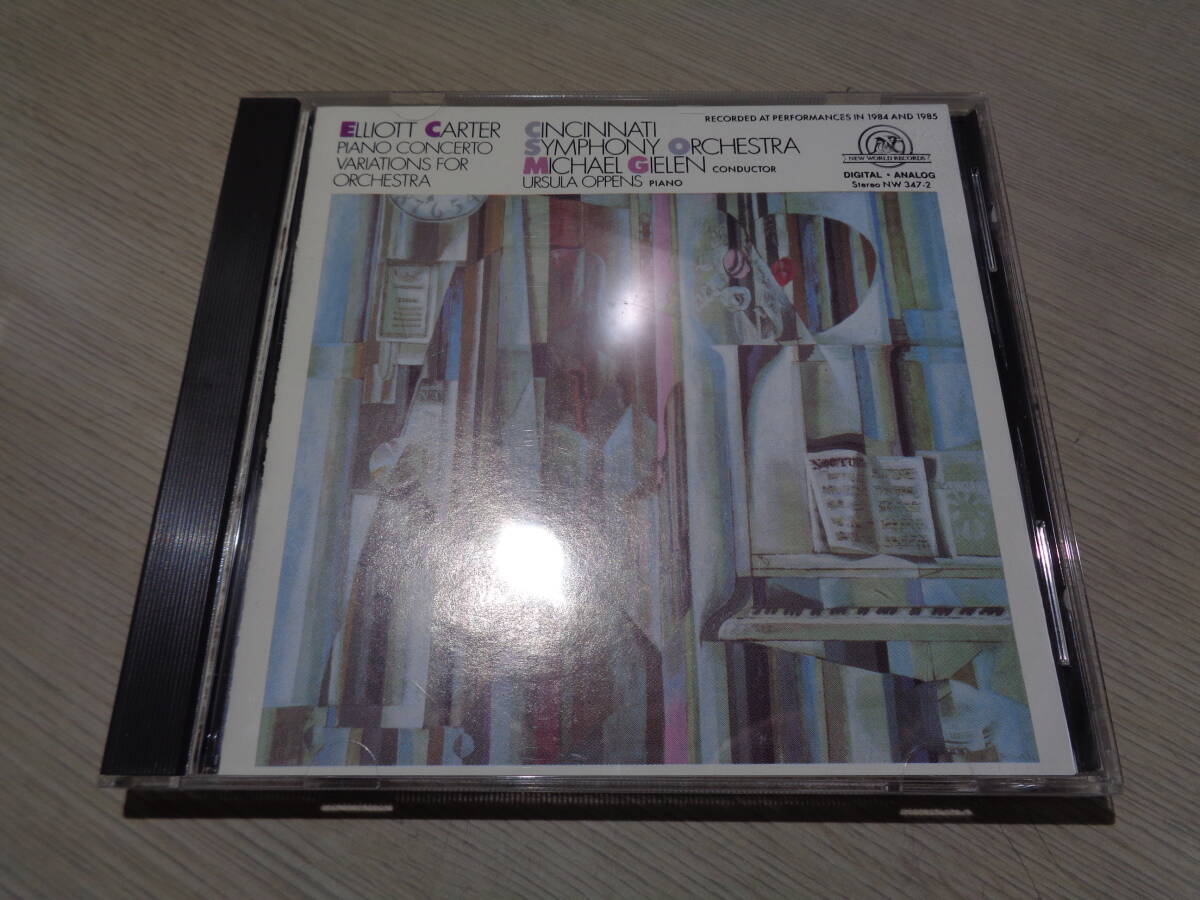 ELLIOTT CARTER
PIANO CONCERTO
VARIATIONS FOR
ORCHESTRA
CINCINNATI
SYMPHONY ORCHESTRA
MICHAEL GIELEN CONDUCTOR
URSULA OPPENS PIANO
RECORDED AT PERFORMANCES IN 1984 AND 1985
NEW WORLD RECORDS
DIGITAL • ANALOG
Stereo NW 347-2